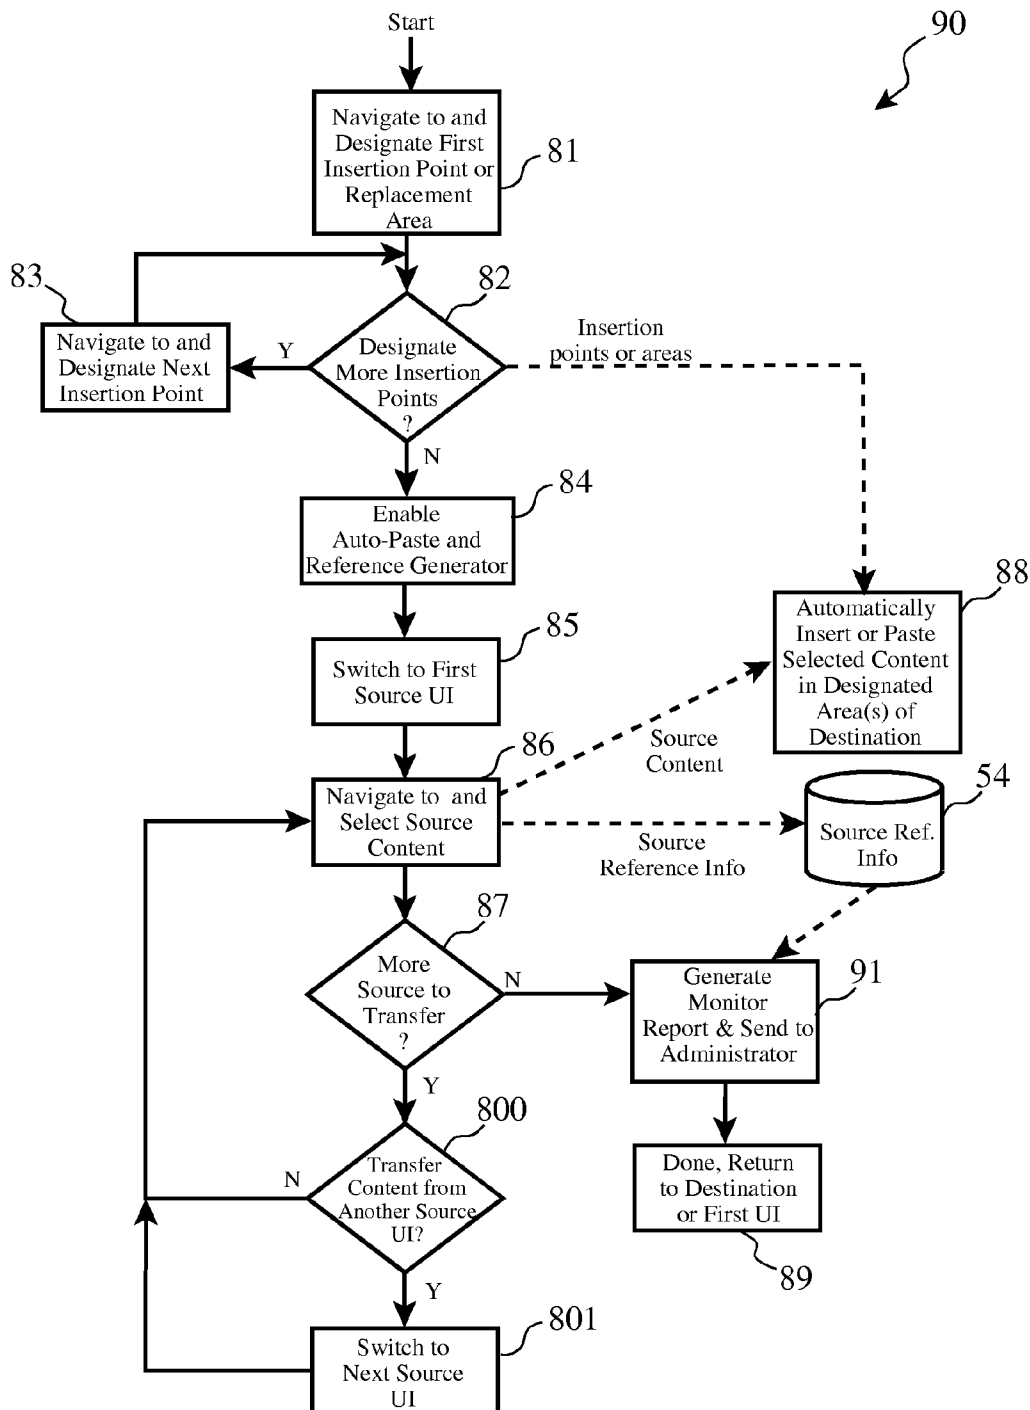 Start
90
Navigate to and
Designate First
Insertion Point or
Replacement
Area
81
83
82
Navigate to and
Designate Next
Insertion Point
Y
Designate
More Insertion
Points
?
Insertion
points or areas
N
84
Enable
Auto-Paste and
Reference Generator
85
Switch to First
Source UI
88
Automatically
Insert or Paste
Selected Content
in Designated
Area(s) of
Destination
86
Source
Content
Navigate to and
Select Source
Content
54
Source Ref.
Info
Source
Reference Info
87
More
Source to
Transfer
?
N
Generate
Monitor
Report & Send to
Administrator
91
Y
800
Transfer
Content from
Another Source
UI?
N
Done, Return
to Destination
or First UI
89
Y
801
Switch to
Next Source
UI